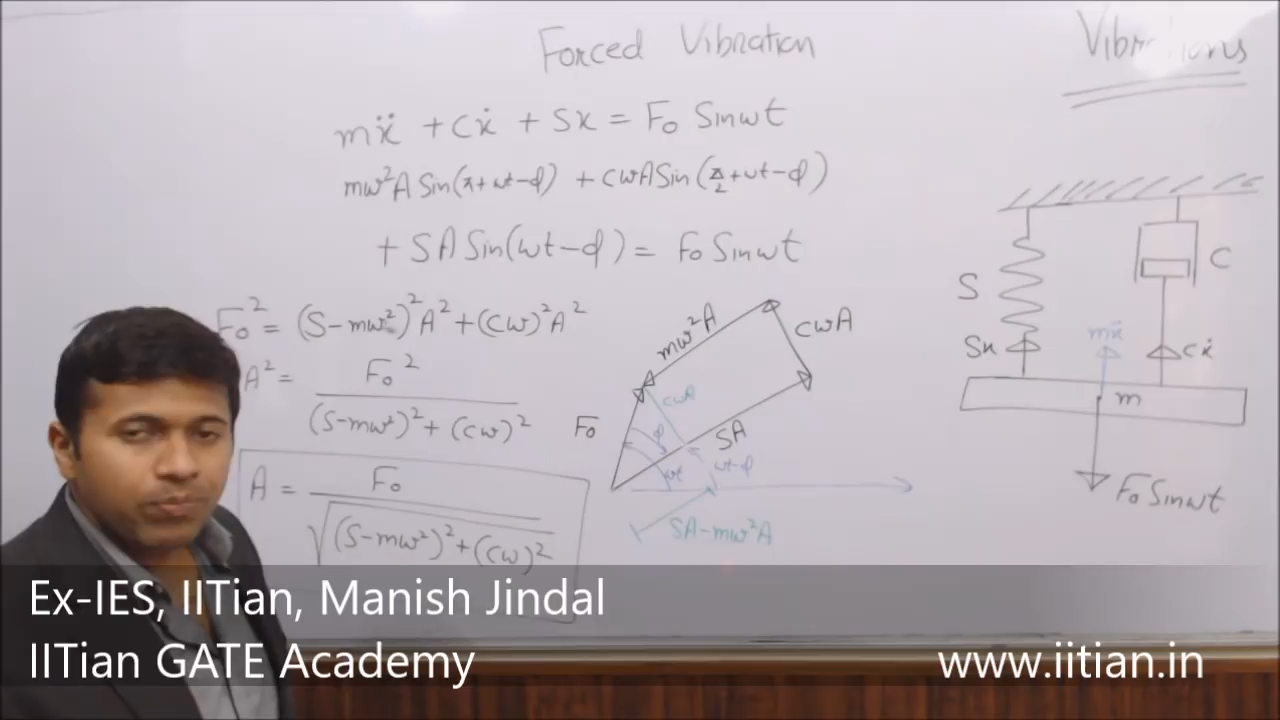 Forced Vibration
Vibrations
mẍ + cẋ + Sx = F₀ Sinωt
mω²A Sin(π+ωt-φ) + cωA Sin(π/2+ωt-φ)
+ SA Sin(ωt-φ) = F₀ Sinωt
F₀² = (S-mω²)²A² + (cω)²A²
A² = F₀² / (S-mω²)² + (cω)²
A = F₀ / √(S-mω²)² + (cω)²
mω²A
cωA
cωA
F₀
φ
SA
ωt
ωt-φ
SA-mω²A
S
C
Sx
mẍ
cẋ
m
F₀ Sinωt
Ex-IES, IITian, Manish Jindal
IITian GATE Academy
www.iitian.in